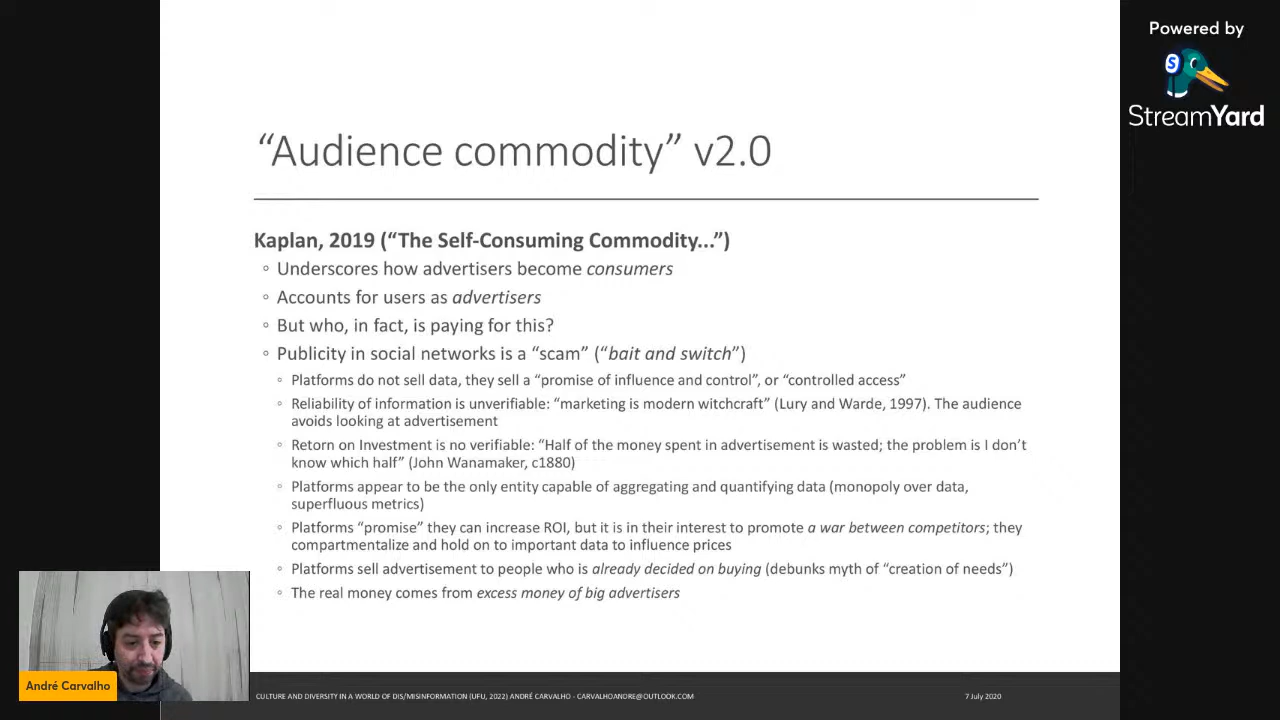 Powered by
StreamYard
“Audience commodity” v2.0
Kaplan, 2019 (“The Self-Consuming Commodity...”)
◦ Underscores how advertisers become consumers
◦ Accounts for users as advertisers
◦ But who, in fact, is paying for this?
◦ Publicity in social networks is a “scam” (“bait and switch”)
◦ Platforms do not sell data, they sell a “promise of influence and control”, or “controlled access”
◦ Reliability of information is unverifiable: “marketing is modern witchcraft” (Lury and Warde, 1997). The audience
avoids looking at advertisement
◦ Retorn on Investment is no verifiable: “Half of the money spent in advertisement is wasted; the problem is I don’t
know which half” (John Wanamaker, c1880)
◦ Platforms appear to be the only entity capable of aggregating and quantifying data (monopoly over data,
superfluous metrics)
◦ Platforms “promise” they can increase ROI, but it is in their interest to promote a war between competitors; they
compartmentalize and hold on to important data to influence prices
◦ Platforms sell advertisement to people who is already decided on buying (debunks myth of “creation of needs”)
◦ The real money comes from excess money of big advertisers
André Carvalho
CULTURE AND DIVERSITY IN A WORLD OF DIS/MISINFORMATION (UFU, 2022) ANDRÉ CARVALHO - CARVALHOANDRE@OUTLOOK.COM
7 July 2020